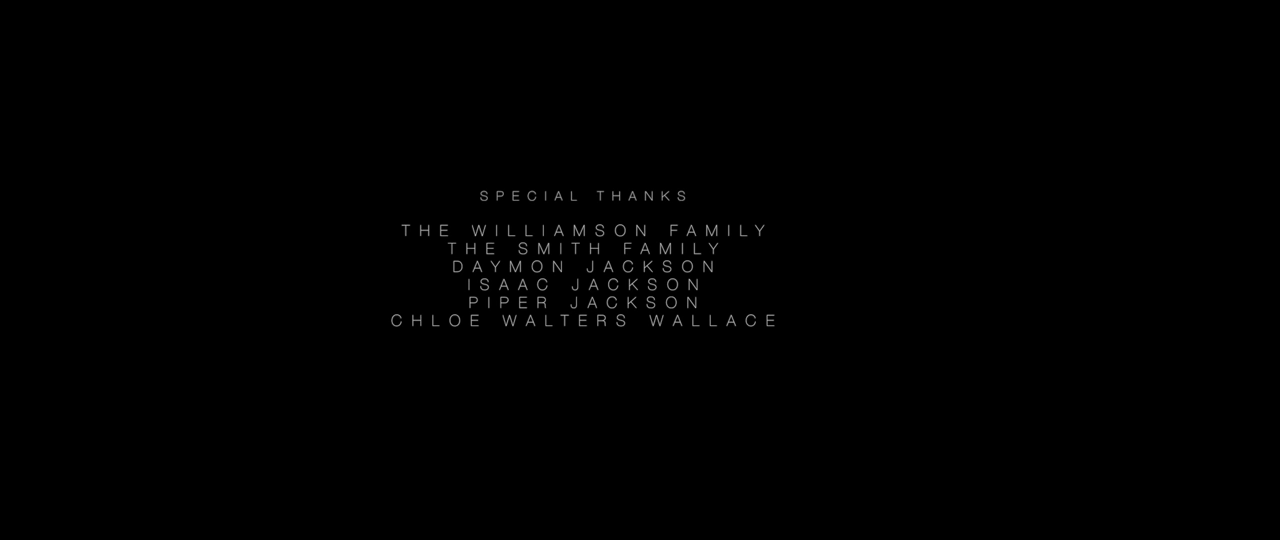 SPECIAL THANKS
THE WILLIAMSON FAMILY
THE SMITH FAMILY
DAYMON JACKSON
ISAAC JACKSON
PIPER JACKSON
CHLOE WALTERS WALLACE